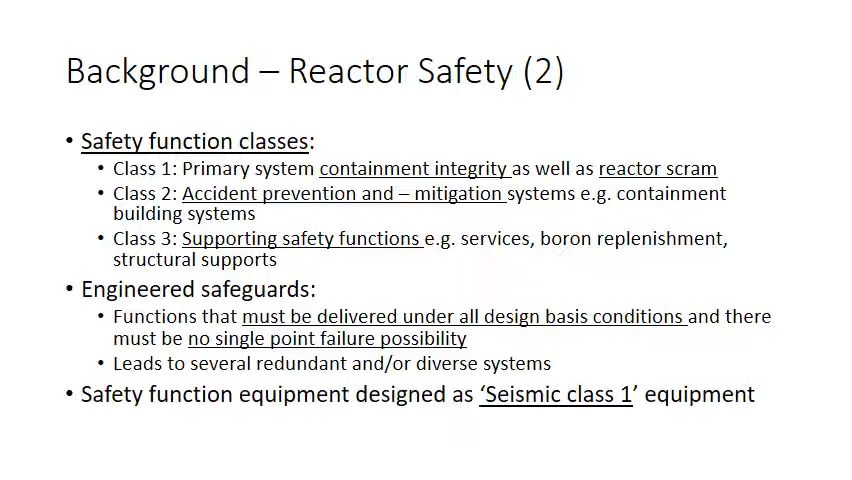 Background – Reactor Safety (2)
• Safety function classes:
• Class 1: Primary system containment integrity as well as reactor scram
• Class 2: Accident prevention and – mitigation systems e.g. containment
building systems
• Class 3: Supporting safety functions e.g. services, boron replenishment,
structural supports
• Engineered safeguards:
• Functions that must be delivered under all design basis conditions and there
must be no single point failure possibility
• Leads to several redundant and/or diverse systems
• Safety function equipment designed as ‘Seismic class 1’ equipment